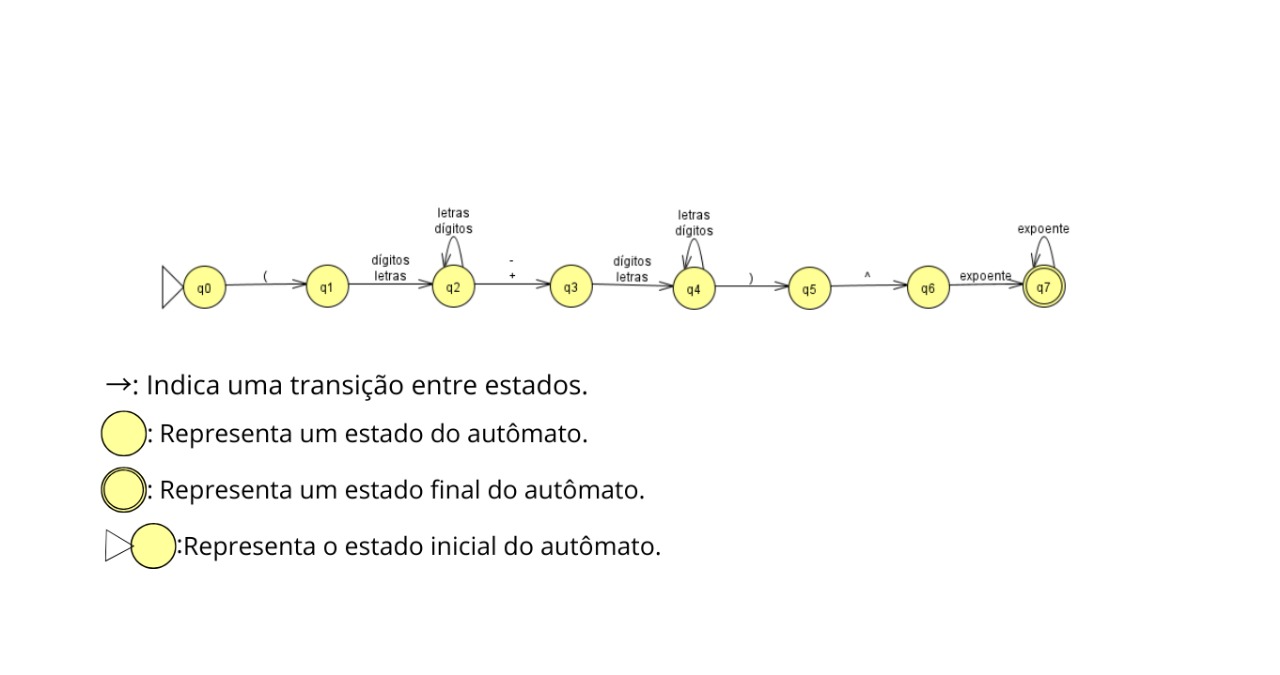 letras
dígitos
letras
dígitos
expoente
dígitos
letras
-
+
dígitos
letras
q0
(
q1
q2
q3
q4
)
q5
^
q6
expoente
q7
→: Indica uma transição entre estados.
: Representa um estado do autômato.
: Representa um estado final do autômato.
:Representa o estado inicial do autômato.